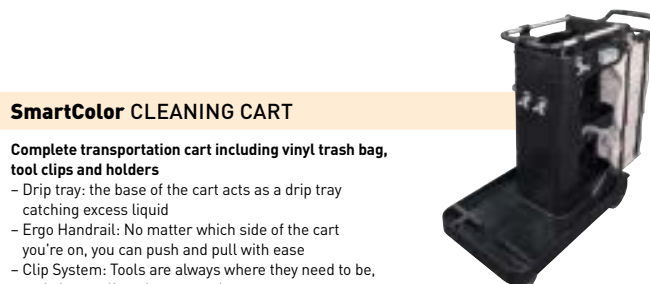 SmartColor CLEANING CART
Complete transportation cart including vinyl trash bag,
tool clips and holders
– Drip tray: the base of the cart acts as a drip tray
catching excess liquid
– Ergo Handrail: No matter which side of the cart
you're on, you can push and pull with ease
– Clip System: Tools are always where they need to be,